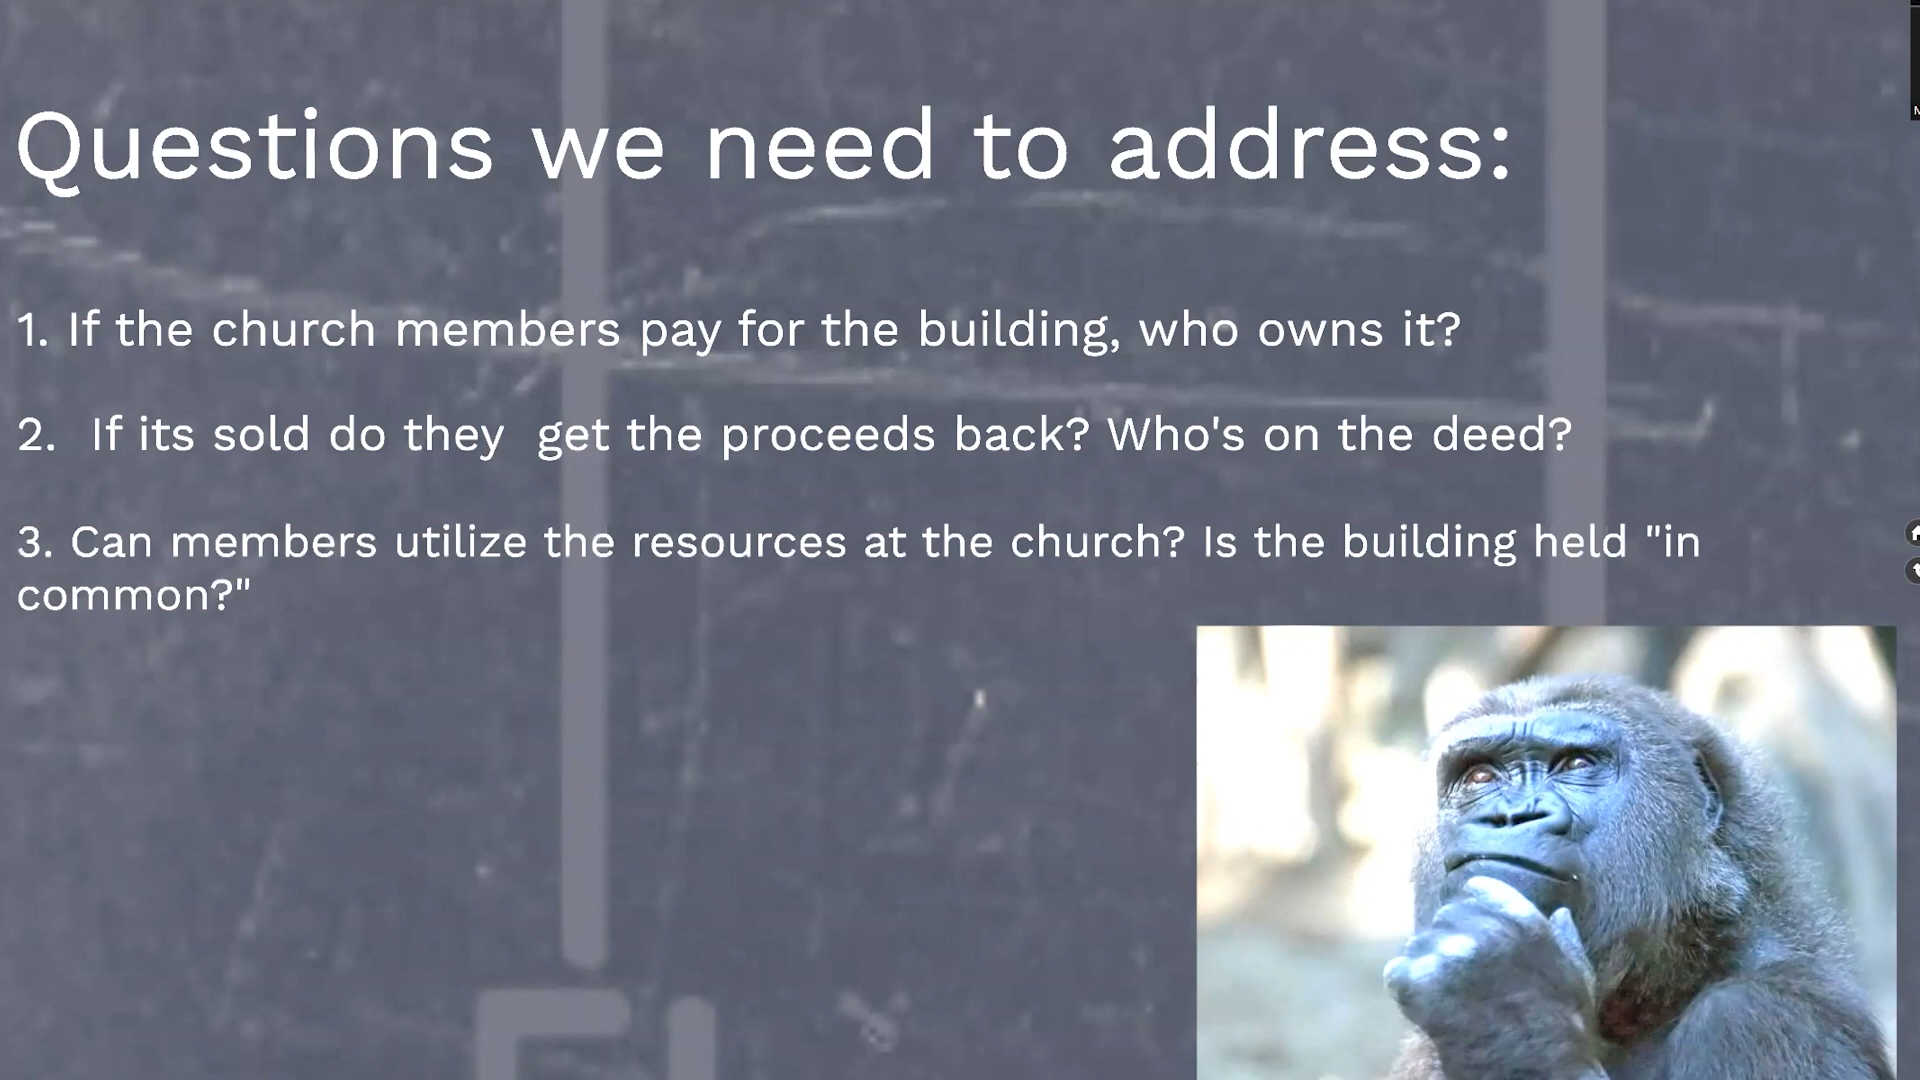 Questions we need to address:
1. If the church members pay for the building, who owns it?
2.  If its sold do they  get the proceeds back? Who's on the deed?
3. Can members utilize the resources at the church? Is the building held "in
common?"